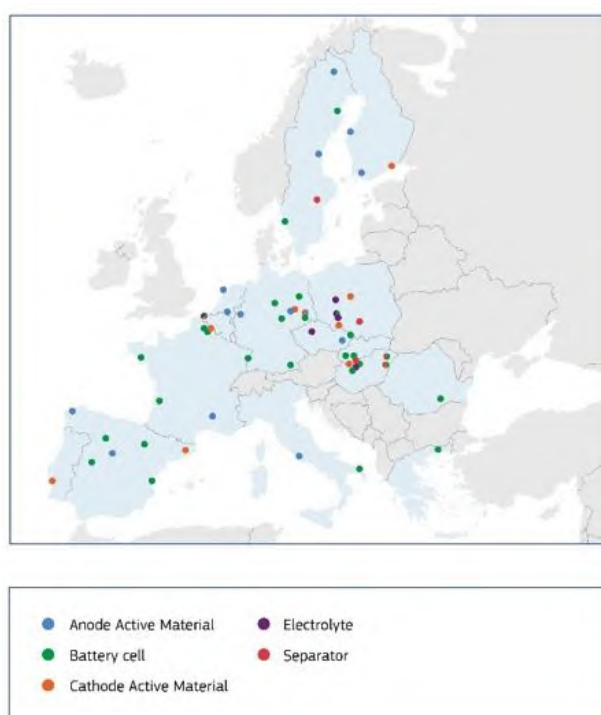 Anode Active Material
Battery cell
Cathode Active Material
Electrolyte
Separator